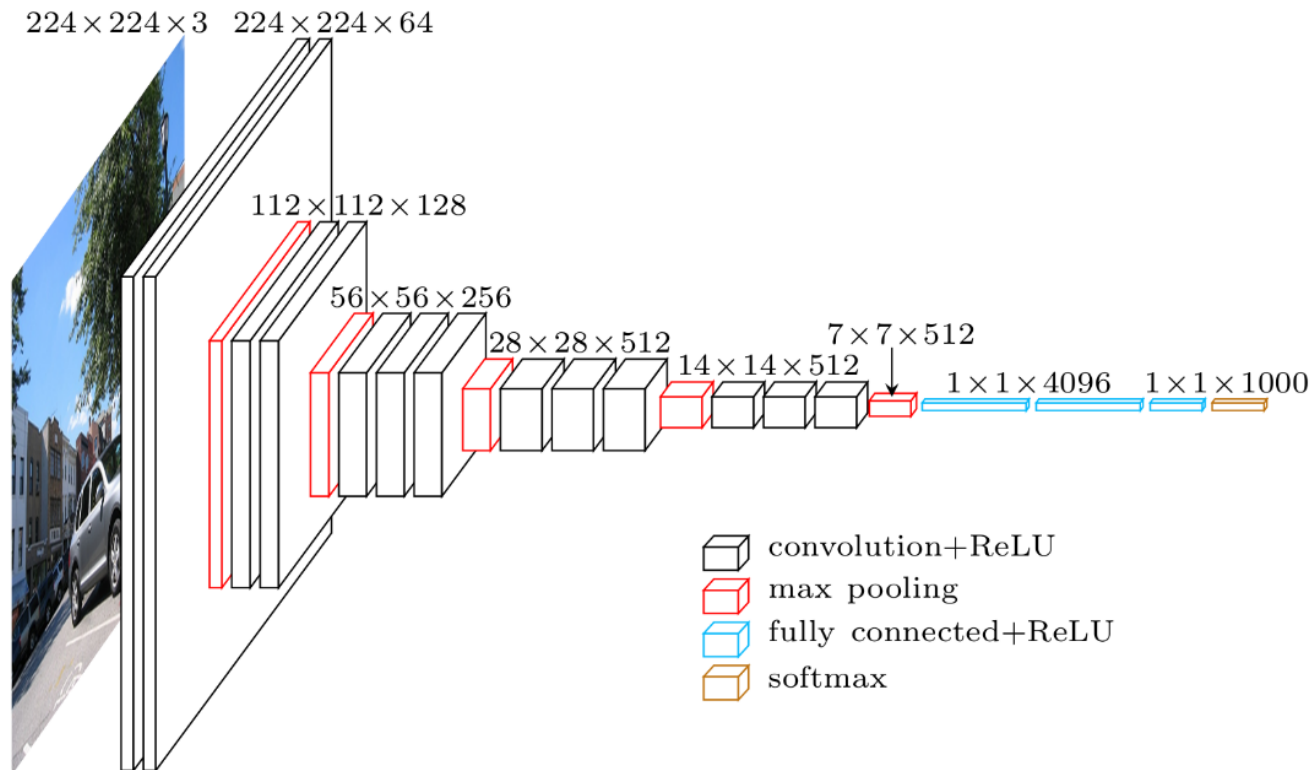 224×224×3
224×224×64
112×112×128
56×56×256
28×28×512
14×14×512
7×7×512
1×1×4096
1×1×1000
convolution+ReLU
max pooling
fully connected+ReLU
softmax